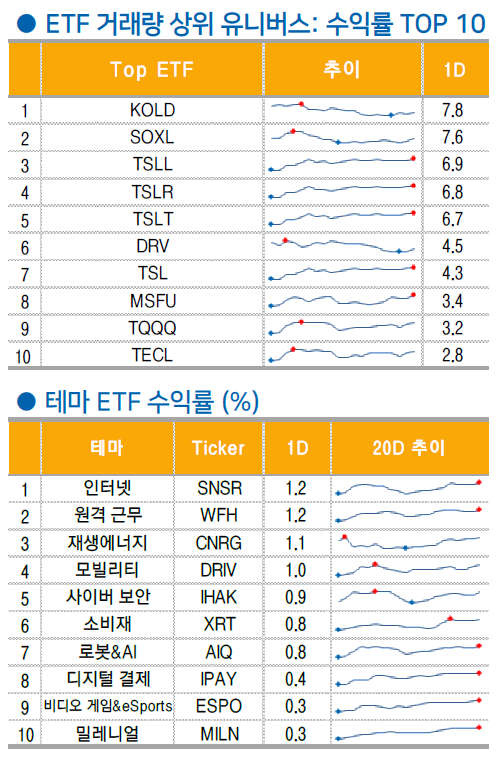 ● ETF 거래량 상위 유니버스: 수익률 TOP 10
Top ETF 추이 1D
1 KOLD 7.8
2 SOXL 7.6
3 TSLL 6.9
4 TSLR 6.8
5 TSLT 6.7
6 DRV 4.5
7 TSL 4.3
8 MSFU 3.4
9 TQQQ 3.2
10 TECL 2.8
● 테마 ETF 수익률 (%)
테마 Ticker 1D 20D 추이
1 인터넷 SNSR 1.2
2 원격 근무 WFH 1.2
3 재생에너지 CNRG 1.1
4 모빌리티 DRIV 1.0
5 사이버 보안 IHAK 0.9
6 소비재 XRT 0.8
7 로봇&AI AIQ 0.8
8 디지털 결제 IPAY 0.4
9 비디오 게임&eSports ESPO 0.3
10 밀레니얼 MILN 0.3